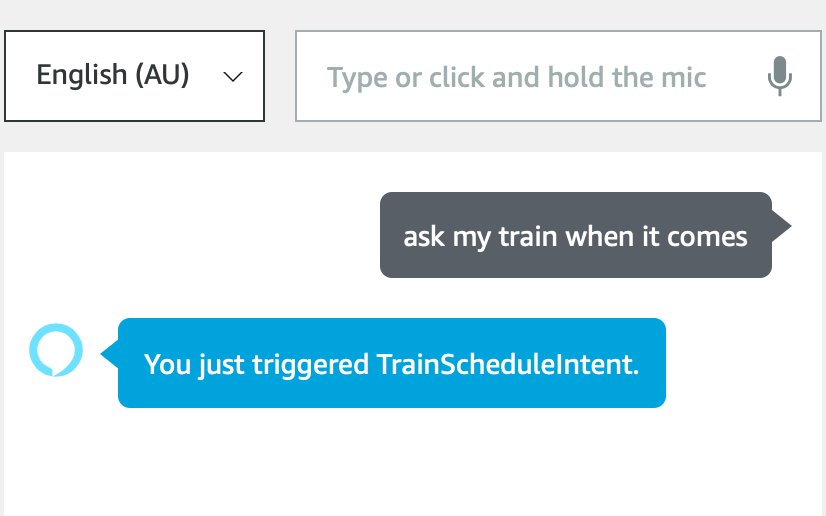 English (AU)
Type or click and hold the mic
ask my train when it comes
You just triggered TrainScheduleIntent.